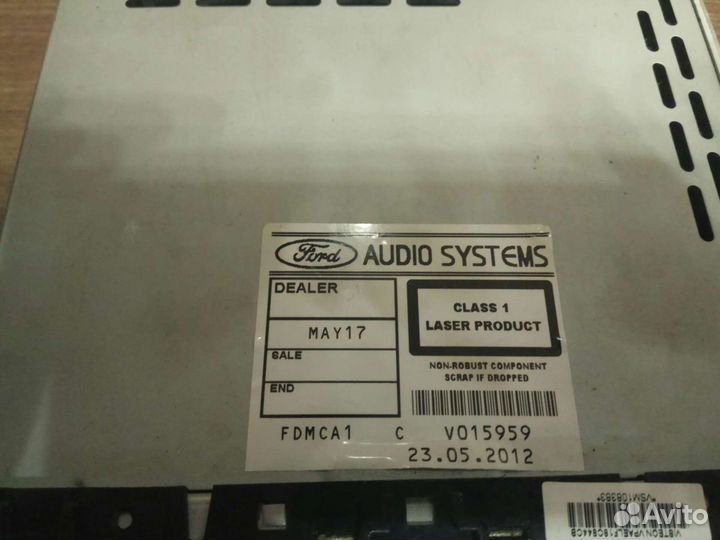 Ford AUDIO SYSTEMS
DEALER
MAY17
SALE
END
CLASS 1
LASER PRODUCT
NON-ROBUST COMPONENT
SCRAP IF DROPPED
FDMCA1 C V015959
23.05.2012
*VSM108383*
Avito